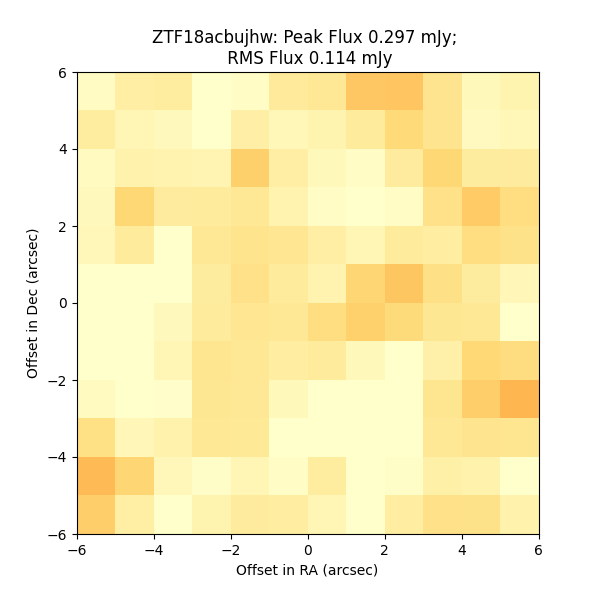 ZTF18acbujhw: Peak Flux 0.297 mJy;
RMS Flux 0.114 mJy
6
4
2
0
−2
−4
−6
Offset in Dec (arcsec)
−6 −4 −2 0 2 4 6
Offset in RA (arcsec)